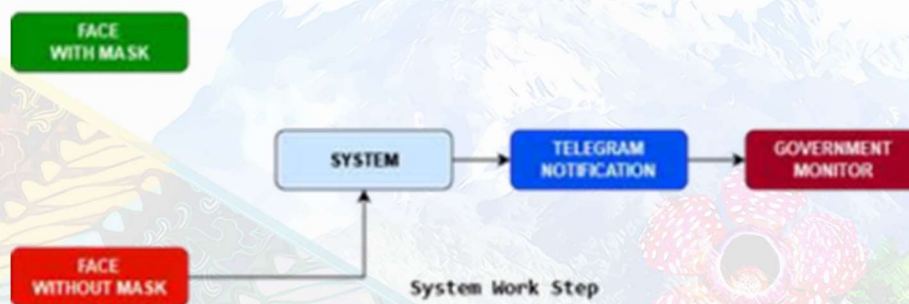 FACE
WITH MASK
SYSTEM
TELEGRAM
NOTIFICATION
GOVERNMENT
MONITOR
FACE
WITHOUT MASK
System Work Step